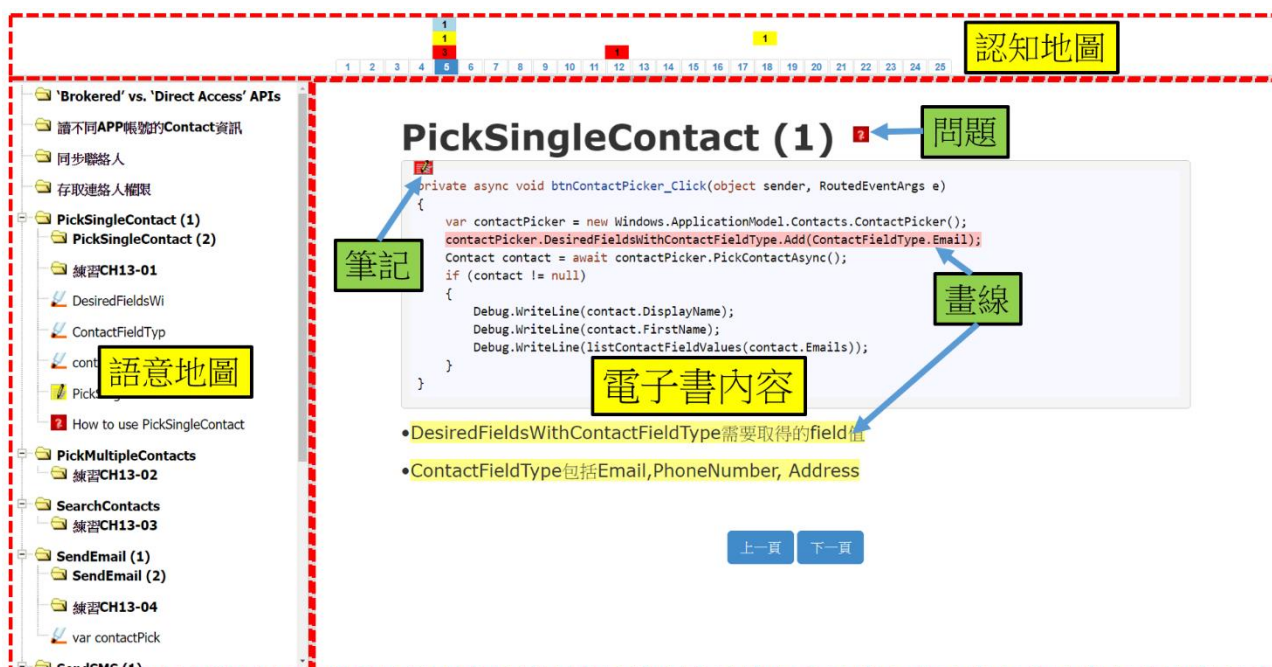 1
1
1
3
1
認知地圖
1 2 3 4 5 6 7 8 9 10 11 12 13 14 15 16 17 18 19 20 21 22 23 24 25
‘Brokered’ vs. ‘Direct Access’ APIs
讀不同APP帳號的Contact資訊
同步聯絡人
存取連絡人權限
PickSingleContact (1)
PickSingleContact (2)
練習CH13-01
DesiredFieldsWi
ContactFieldTyp
cont
語意地圖
How to use PickSingleContact
PickMultipleContacts
練習CH13-02
SearchContacts
練習CH13-03
SendEmail (1)
SendEmail (2)
練習CH13-04
var contactPick
SendSMS (1)
PickSingleContact (1) ?
問題
private async void btnContactPicker_Click(object sender, RoutedEventArgs e)
{
var contactPicker = new Windows.ApplicationModel.Contacts.ContactPicker();
contactPicker.DesiredFieldsWithContactFieldType.Add(ContactFieldType.Email);
Contact contact = await contactPicker.PickContactAsync();
if (contact != null)
{
Debug.WriteLine(contact.DisplayName);
Debug.WriteLine(contact.FirstName);
Debug.WriteLine(listContactFieldValues(contact.Emails));
}
}
筆記
畫線
電子書內容
•DesiredFieldsWithContactFieldType需要取得的field值
•ContactFieldType包括Email,PhoneNumber, Address
上一頁 下一頁